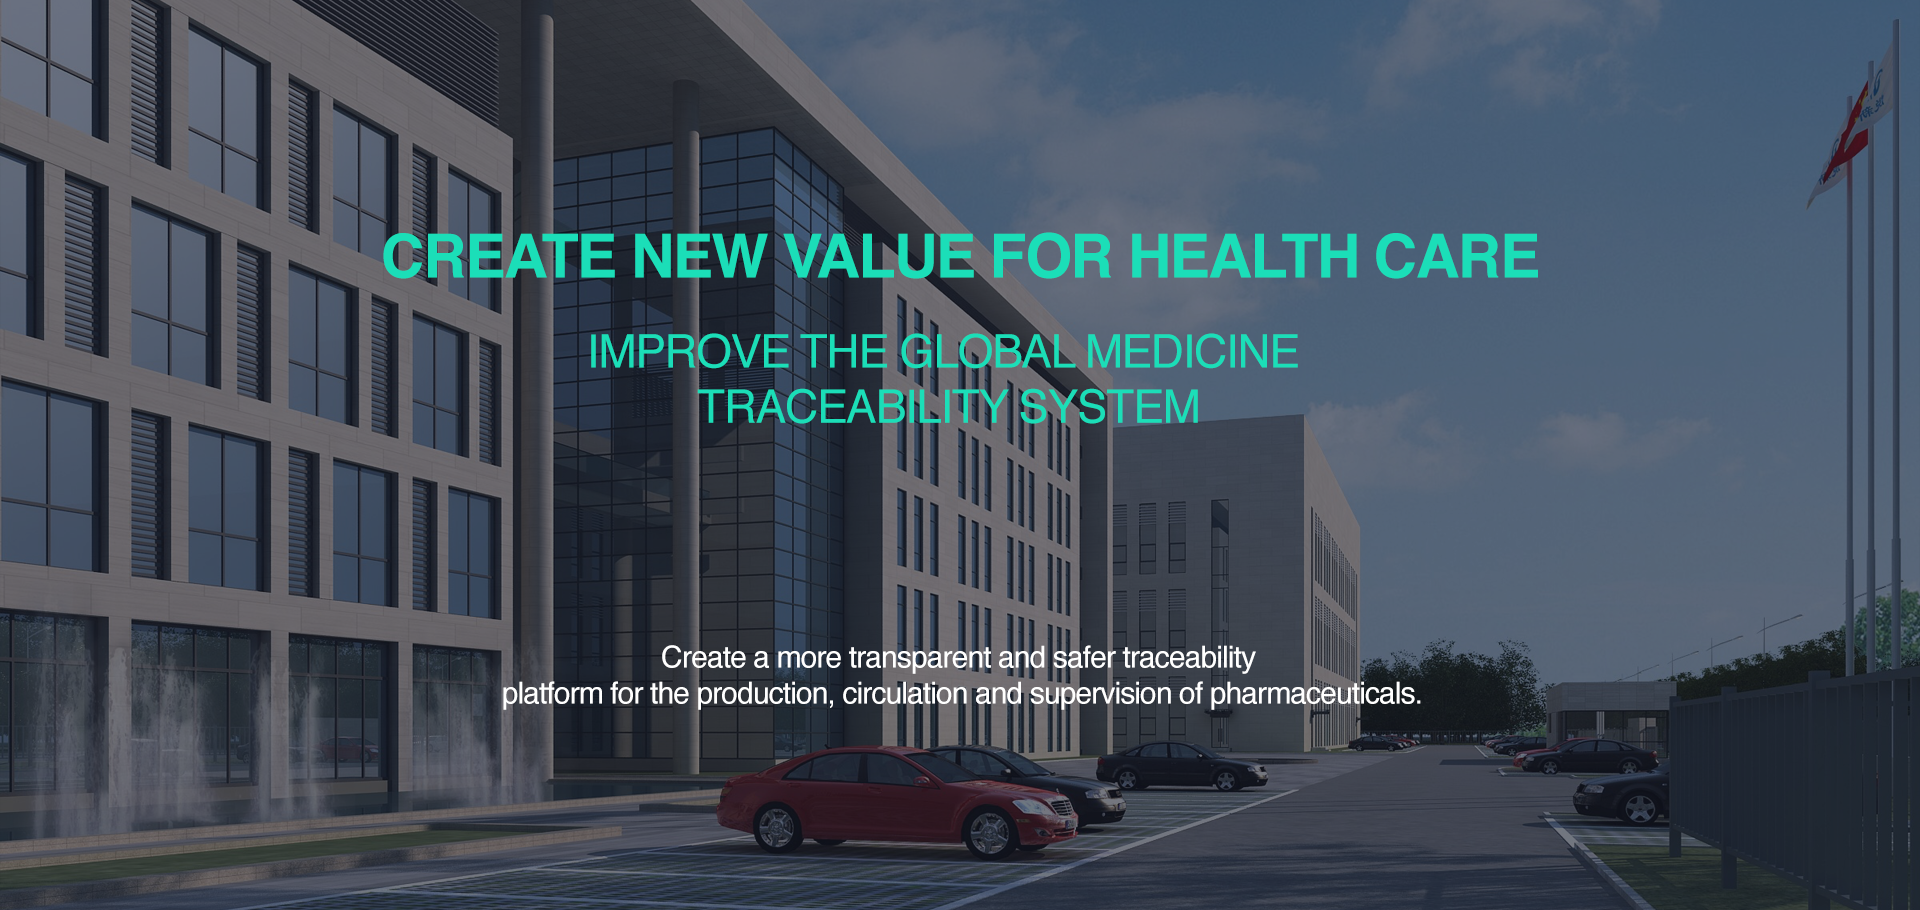 CREATE NEW VALUE FOR HEALTH CARE
IMPROVE THE GLOBAL MEDICINE
TRACEABILITY SYSTEM
Create a more transparent and safer traceability
platform for the production, circulation and supervision of pharmaceuticals.